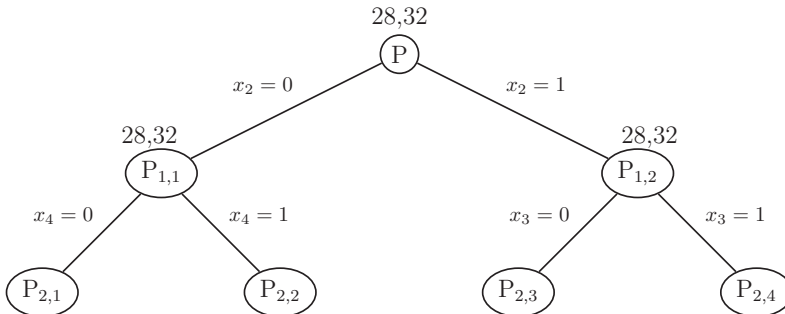 28,32
P
x₂ = 0 x₂ = 1
28,32 28,32
P₁,₁ P₁,₂
x₄ = 0 x₄ = 1 x₃ = 0 x₃ = 1
P₂,₁ P₂,₂ P₂,₃ P₂,₄